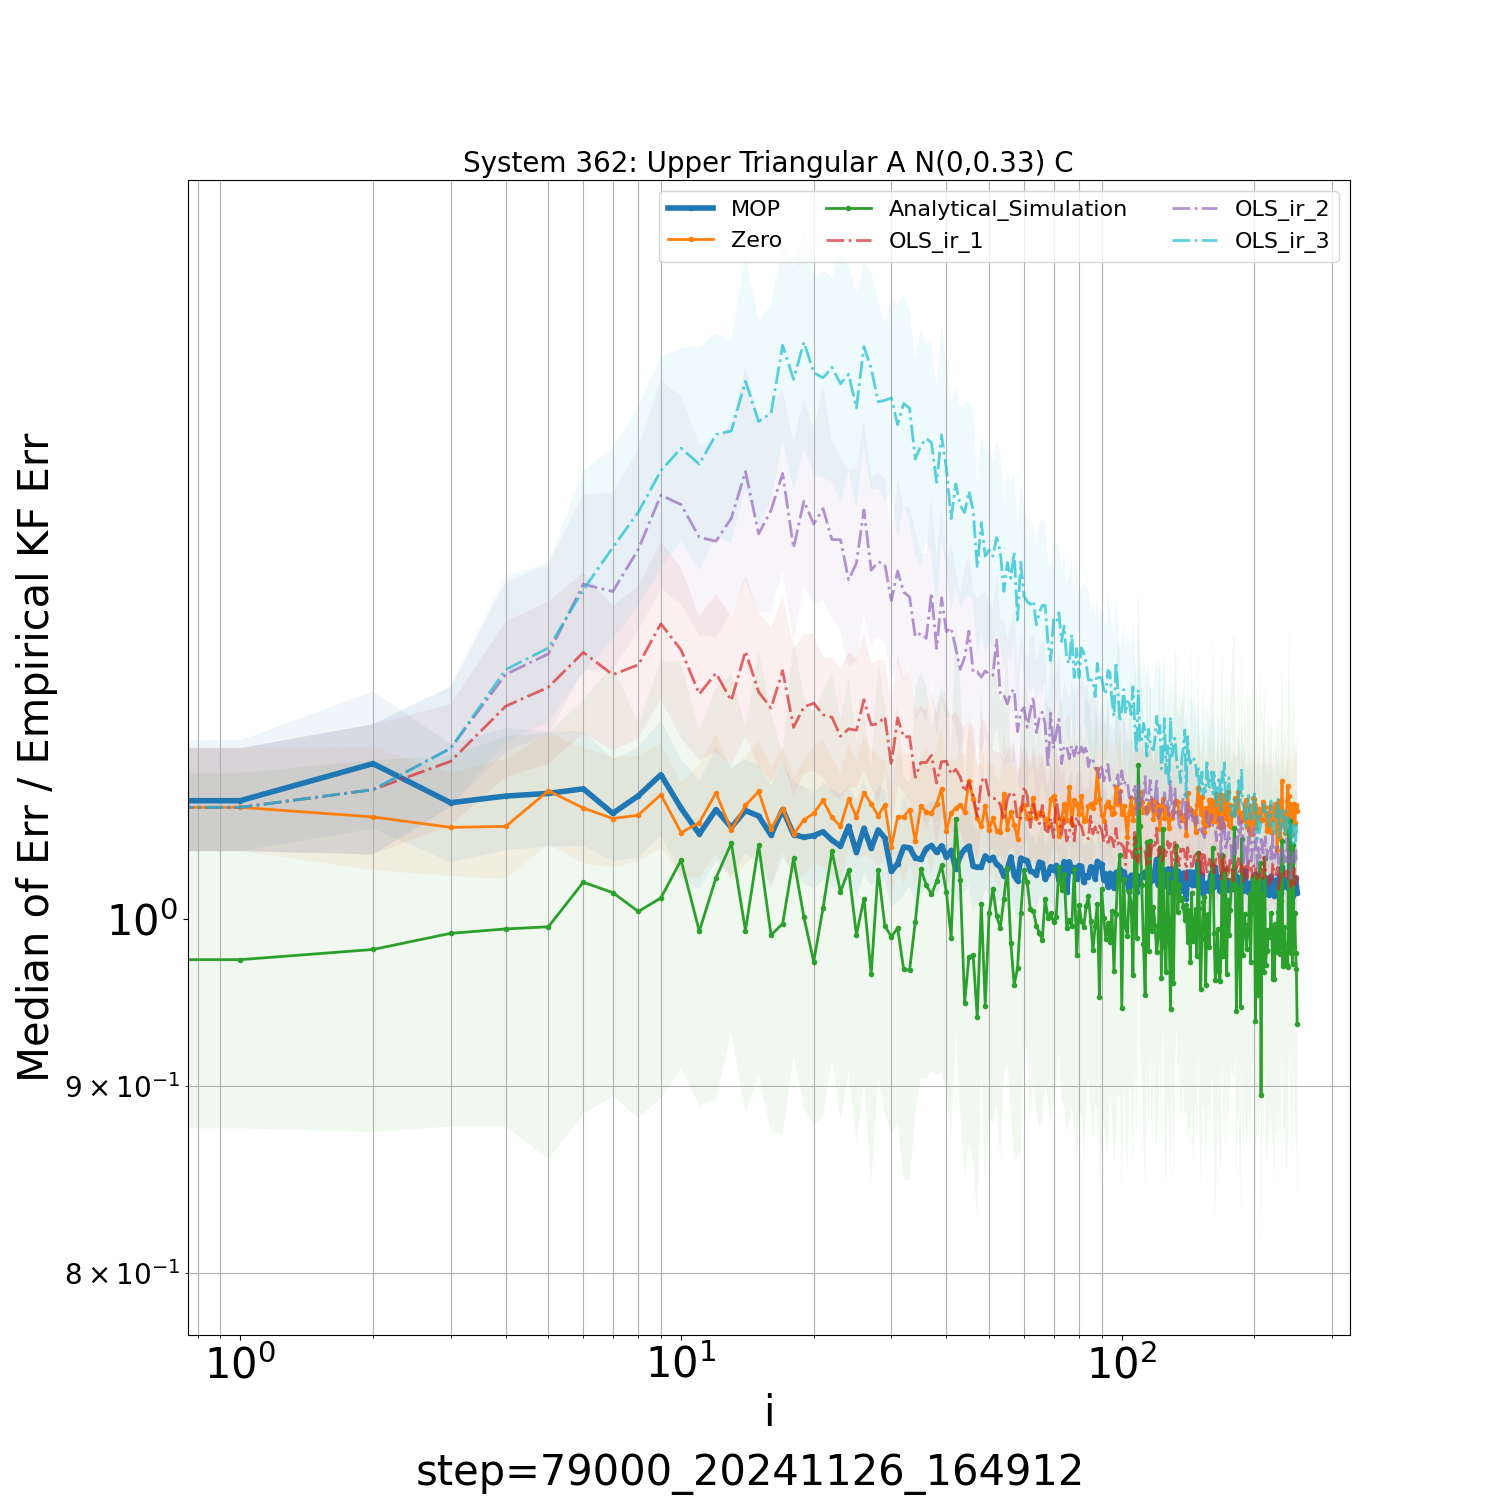 System 362: Upper Triangular A N(0,0.33) C
MOP
Zero
Analytical_Simulation
OLS_ir_1
OLS_ir_2
OLS_ir_3
Median of Err / Empirical KF Err
10⁰
9 × 10⁻¹
8 × 10⁻¹
10⁰ 10¹ 10²
i
step=79000_20241126_164912